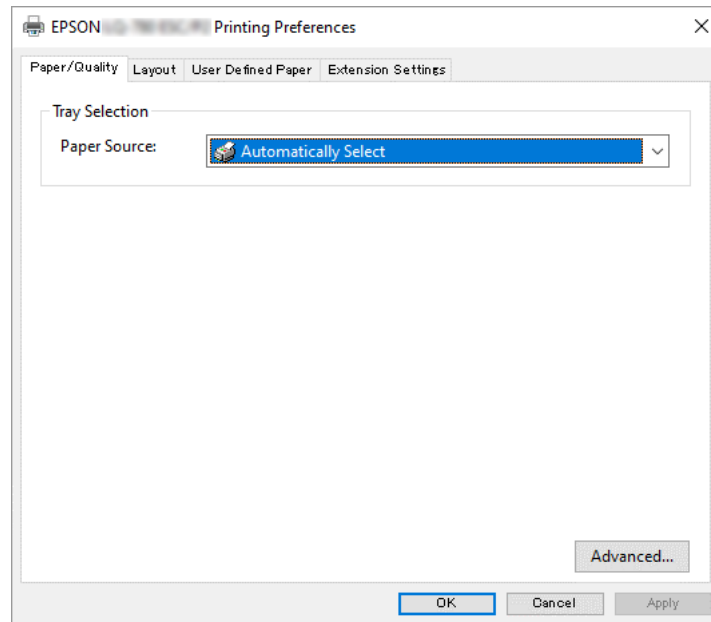 EPSON Printing Preferences
Paper/Quality Layout User Defined Paper Extension Settings
Tray Selection
Paper Source: Automatically Select
Advanced...
OK Cancel Apply